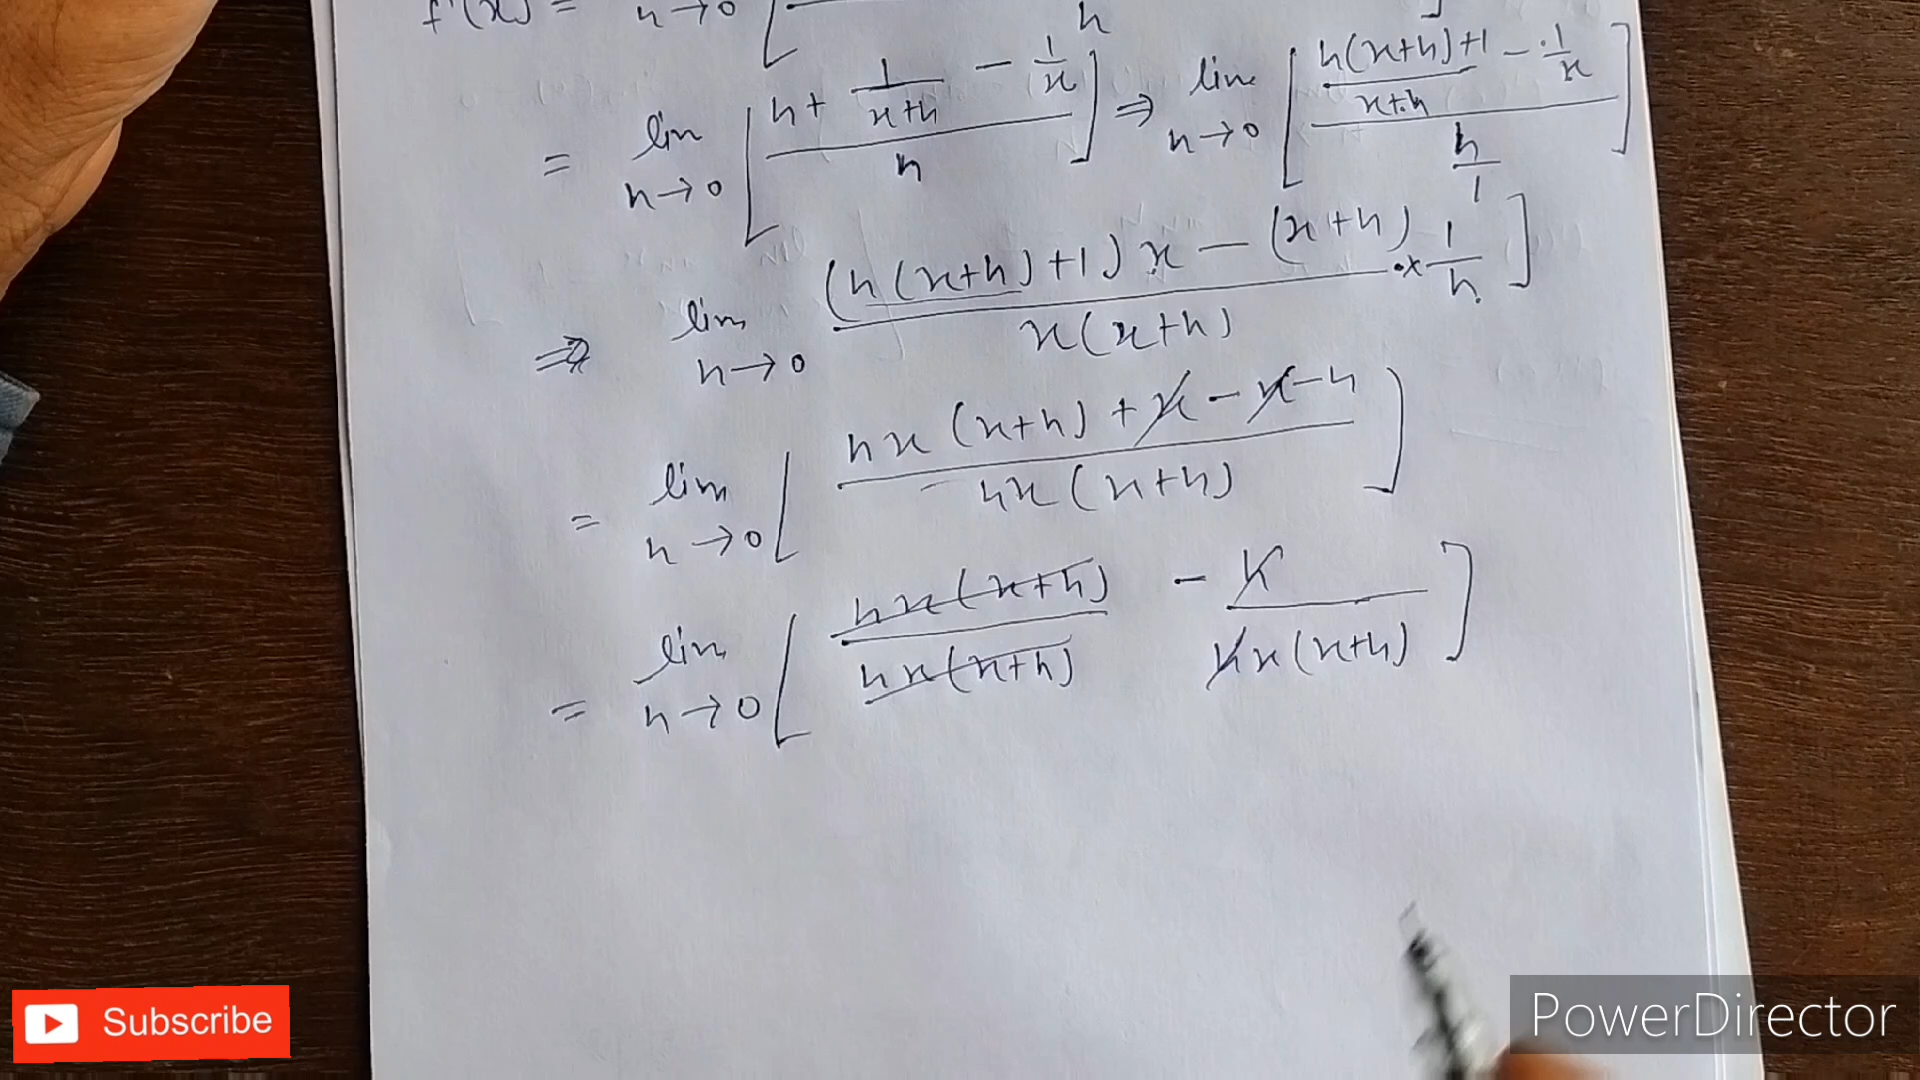 f'(x) = h→0 [ h ]
= lim h→0 [ (h + 1/(x+h) - 1/x) / h ] ⇒ lim h→0 [ ((h(x+h)+1)/(x+h) - 1/x) / (h/1) ]
⇒ lim h→0 ((h(x+h)+1)x - (x+h)) / (x(x+h)) × 1/h ]
= lim h→0 [ (hx(x+h) + x - x - h) / (hx(x+h)) ]
= lim h→0 [ hx(x+h) / hx(x+h) - h / hx(x+h) ]
Subscribe
PowerDirector